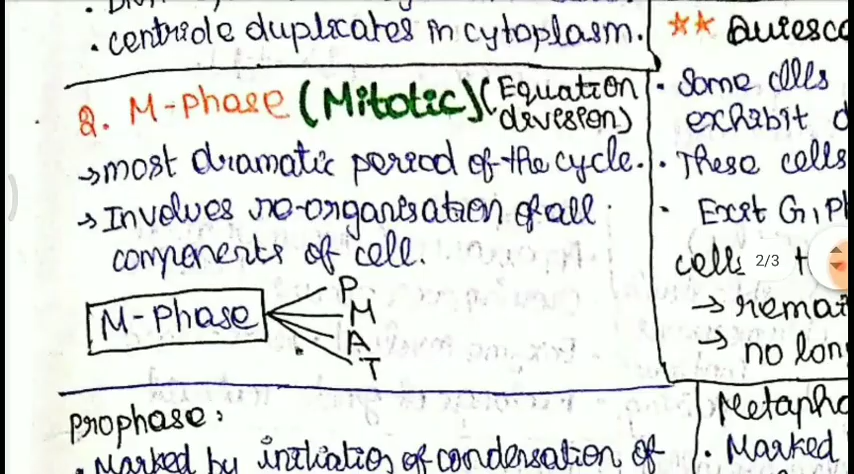 . centriole duplicates in cytoplasm.
Q. M-Phase (Mitotic) (Equation
division)
→ most dramatic period of the cycle.
→ Involves re-organisation of all
components of cell.
M-Phase
P
M
A
T
Prophase:
. Marked by initiation of condensation of
★★ Quiesc
. Some cells
exhibit d
. These cells
. Exit G1 Ph
cells
2/3
→ remai
→ no lon
Metapha
. Marked